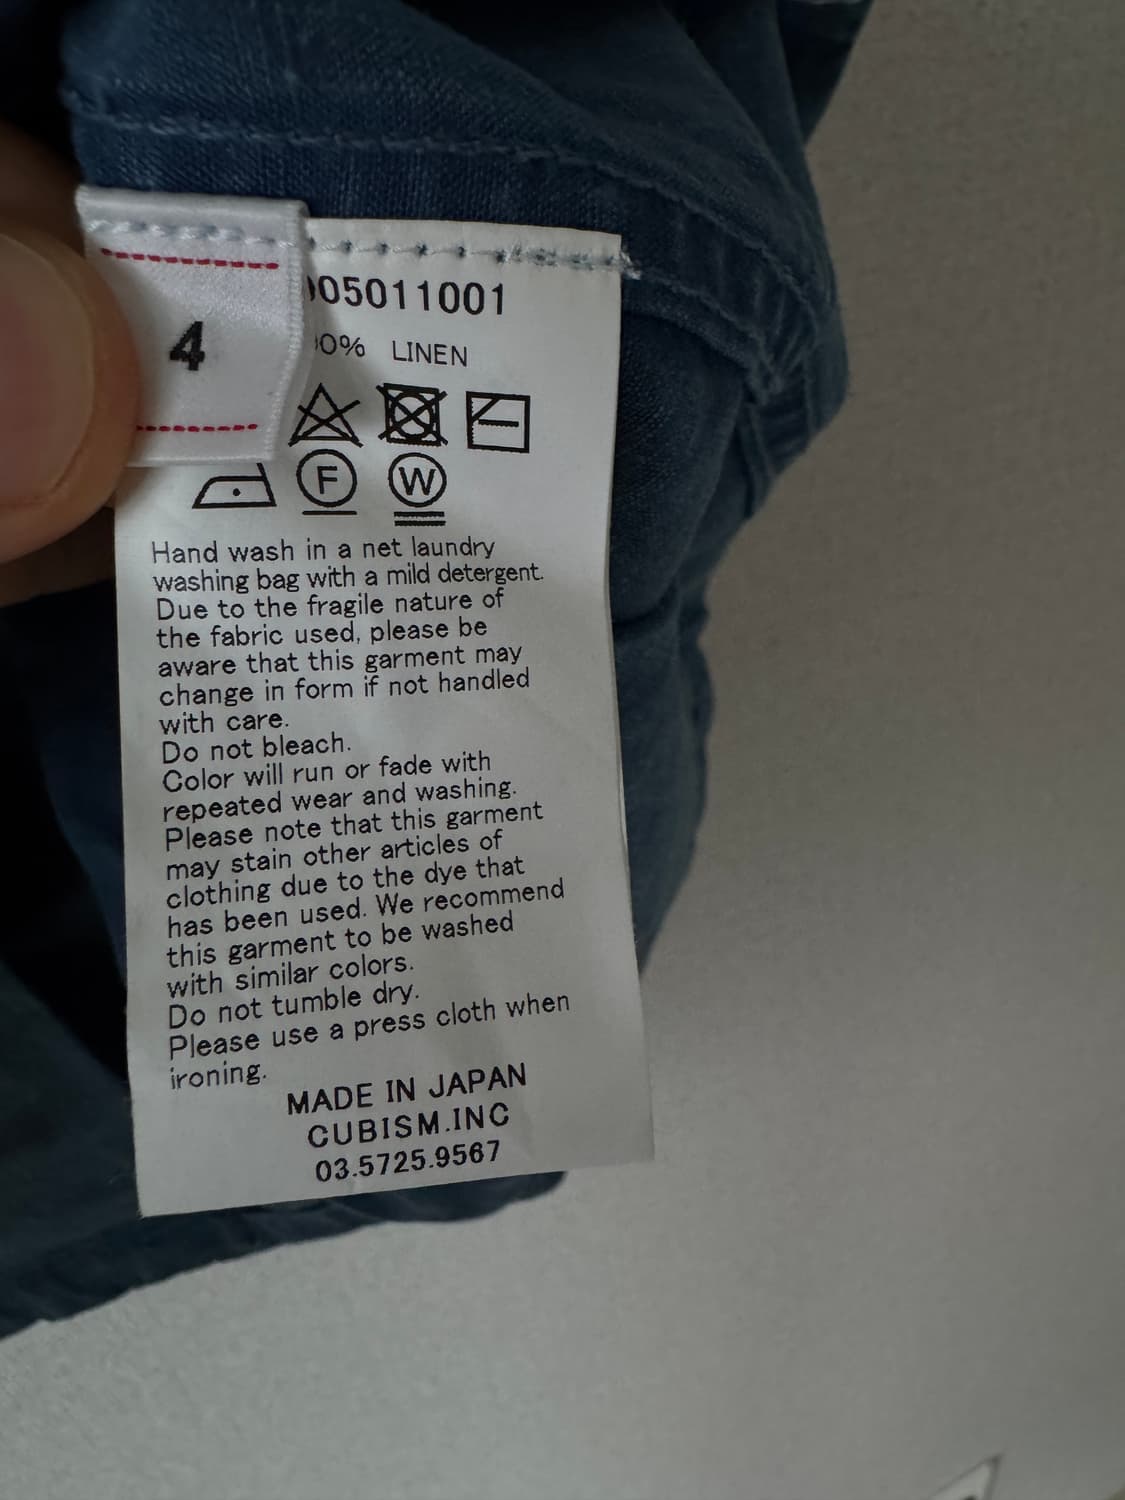 4
05011001
0% LINEN
F W
Hand wash in a net laundry
washing bag with a mild detergent.
Due to the fragile nature of
the fabric used, please be
aware that this garment may
change in form if not handled
with care.
Do not bleach.
Color will run or fade with
repeated wear and washing.
Please note that this garment
may stain other articles of
clothing due to the dye that
has been used. We recommend
this garment to be washed
with similar colors.
Do not tumble dry.
Please use a press cloth when
ironing.
MADE IN JAPAN
CUBISM.INC
03.5725.9567